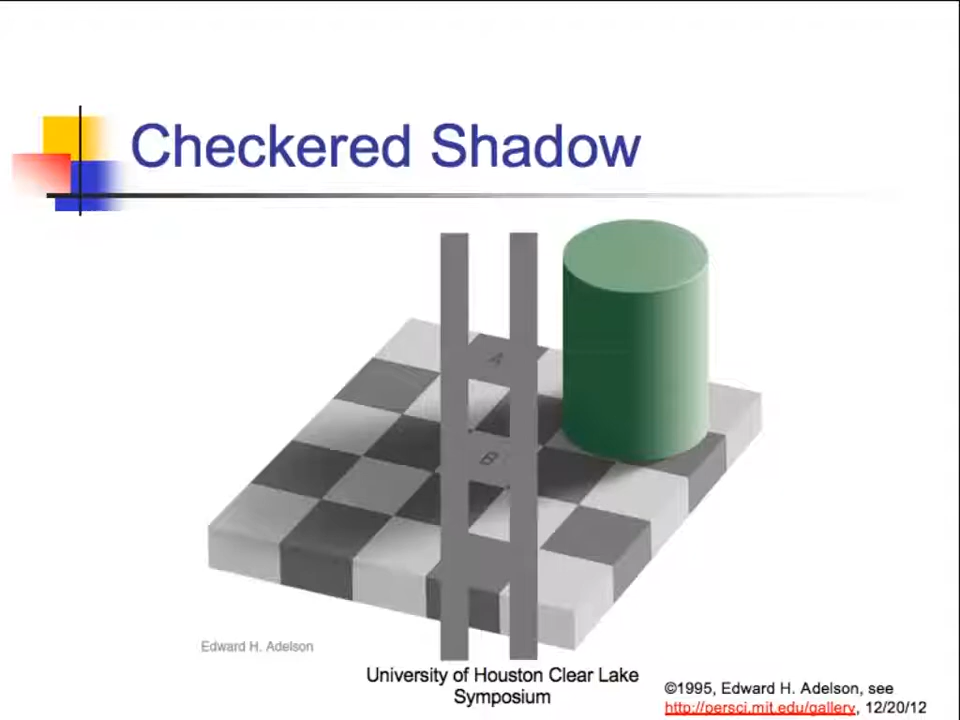 Checkered Shadow
A
B
Edward H. Adelson
University of Houston Clear Lake
Symposium
©1995, Edward H. Adelson, see
http://persci.mit.edu/gallery, 12/20/12